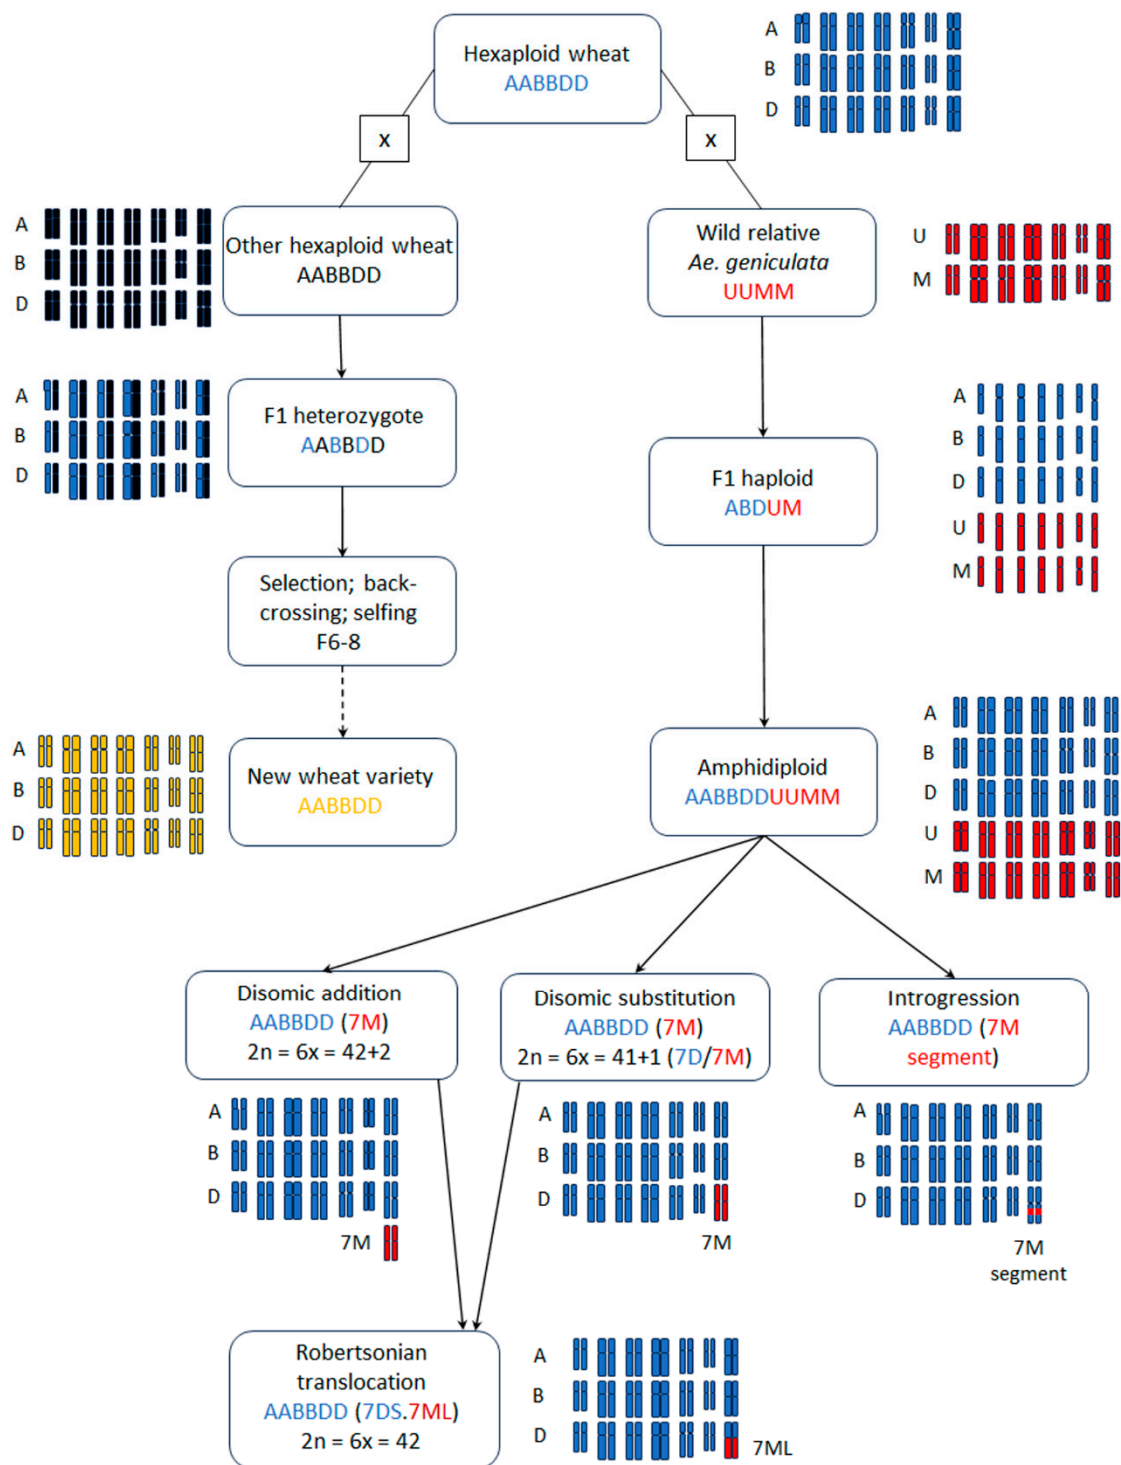 Hexaploid wheat
AABBDD
A
B
D
x
x
A
B
D
Other hexaploid wheat
AABBDD
Wild relative
Ae. geniculata
UUMM
U
M
A
B
D
F1 heterozygote
AABBDD
F1 haploid
ABDUM
A
B
D
U
M
Selection; back-
crossing; selfing
F6-8
A
B
D
New wheat variety
AABBDD
Amphidiploid
AABBDDUUMM
A
B
D
U
M
Disomic addition
AABBDD (7M)
2n = 6x = 42+2
Disomic substitution
AABBDD (7M)
2n = 6x = 41+1 (7D/7M)
Introgression
AABBDD (7M
segment)
A
B
D
7M
A
B
D
7M
A
B
D
7M
segment
Robertsonian
translocation
AABBDD (7DS.7ML)
2n = 6x = 42
A
B
D
7ML